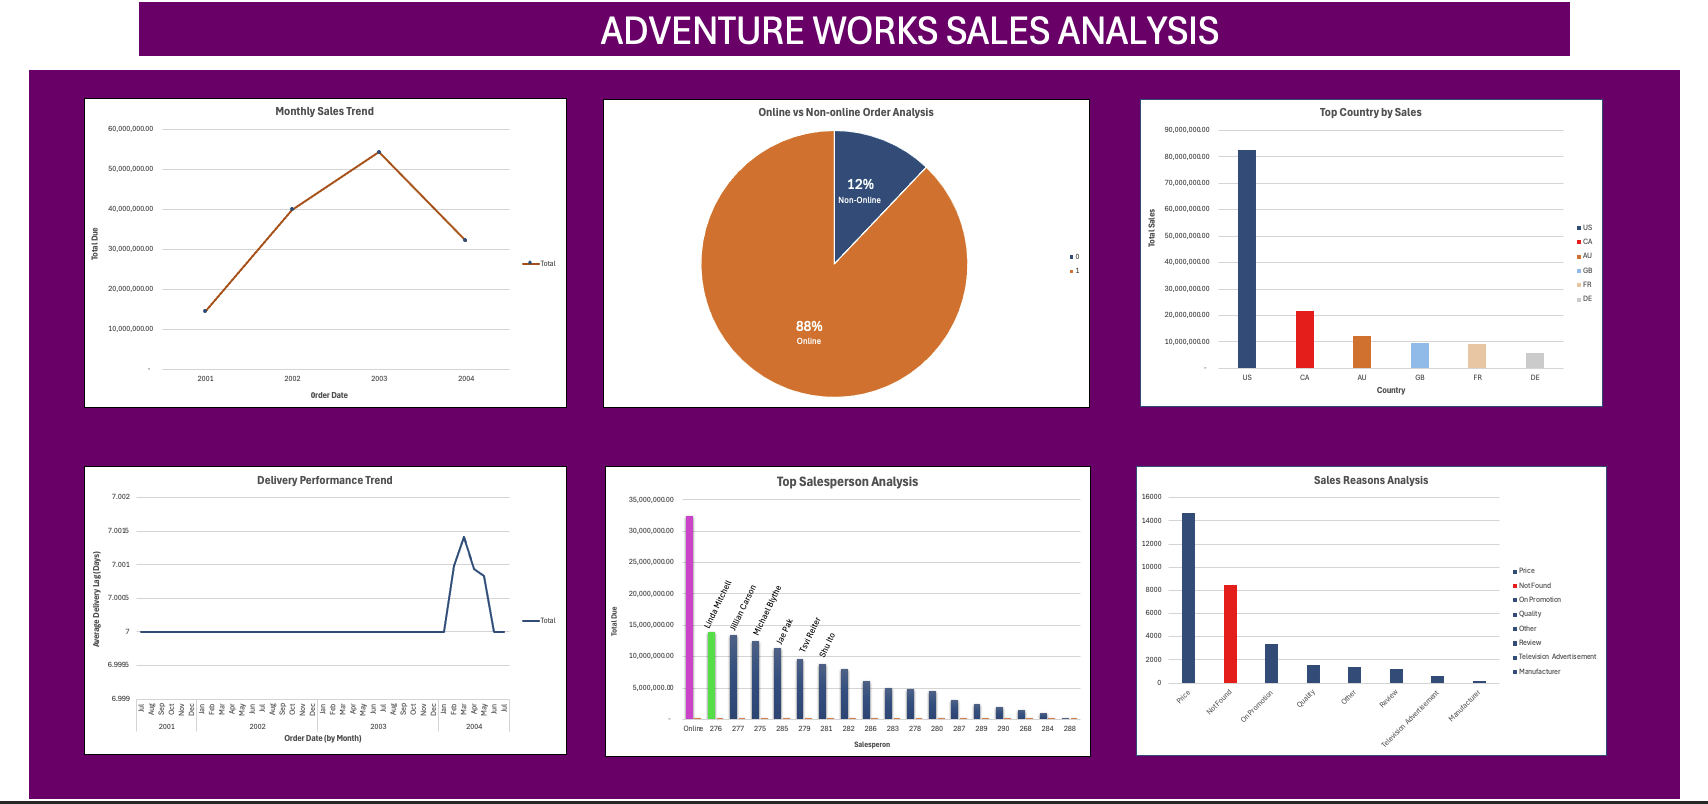 ADVENTURE WORKS SALES ANALYSIS
Monthly Sales Trend
60,000,000.00
50,000,000.00
40,000,000.00
30,000,000.00
20,000,000.00
10,000,000.00
-
Total Due
2001 2002 2003 2004
Order Date
Total
Online vs Non-online Order Analysis
12%
Non-Online
88%
Online
0
1
Top Country by Sales
90,000,000.00
80,000,000.00
70,000,000.00
60,000,000.00
50,000,000.00
40,000,000.00
30,000,000.00
20,000,000.00
10,000,000.00
-
Total Sales
US CA AU GB FR DE
Country
US
CA
AU
GB
FR
DE
Delivery Performance Trend
7.002
7.0015
7.001
7.0005
7
6.9995
6.999
Average Delivery Lag (Days)
Jul Aug Sep Oct Nov Dec Jan Feb Mar Apr May Jun Jul Aug Sep Oct Nov Dec Jan Feb Mar Apr May Jun Jul Aug Sep Oct Nov Dec Jan Feb Mar Apr May Jun Jul
2001 2002 2003 2004
Order Date (by Month)
Total
Top Salesperson Analysis
35,000,000.00
30,000,000.00
25,000,000.00
20,000,000.00
15,000,000.00
10,000,000.00
5,000,000.00
-
Total Due
Linda Mitchell
Jillian Carson
Michael Blythe
Jae Pak
Tsvi Reiter
Shu Ito
Online 276 277 275 285 279 281 282 286 283 278 280 287 289 290 268 284 288
Salesperon
Sales Reasons Analysis
16000
14000
12000
10000
8000
6000
4000
2000
0
Price
Not Found
On Promotion
Quality
Other
Review
Television Advertisement
Manufacturer
Price
Not Found
On Promotion
Quality
Other
Review
Television Advertisement
Manufacturer